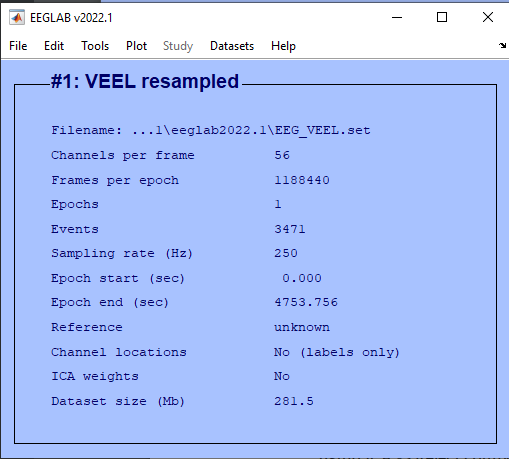 EEGLAB v2022.1
File Edit Tools Plot Study Datasets Help
#1: VEEL resampled
Filename: ...1\eeglab2022.1\EEG_VEEL.set
Channels per frame 56
Frames per epoch 1188440
Epochs 1
Events 3471
Sampling rate (Hz) 250
Epoch start (sec) 0.000
Epoch end (sec) 4753.756
Reference unknown
Channel locations No (labels only)
ICA weights No
Dataset size (Mb) 281.5